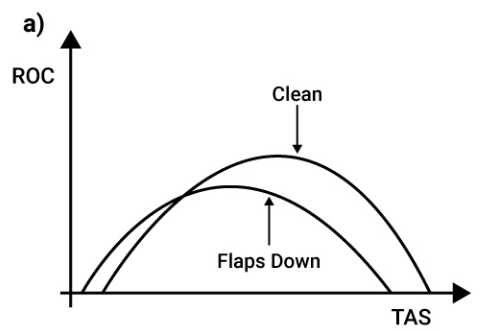 a)
ROC
Clean
Flaps Down
TAS